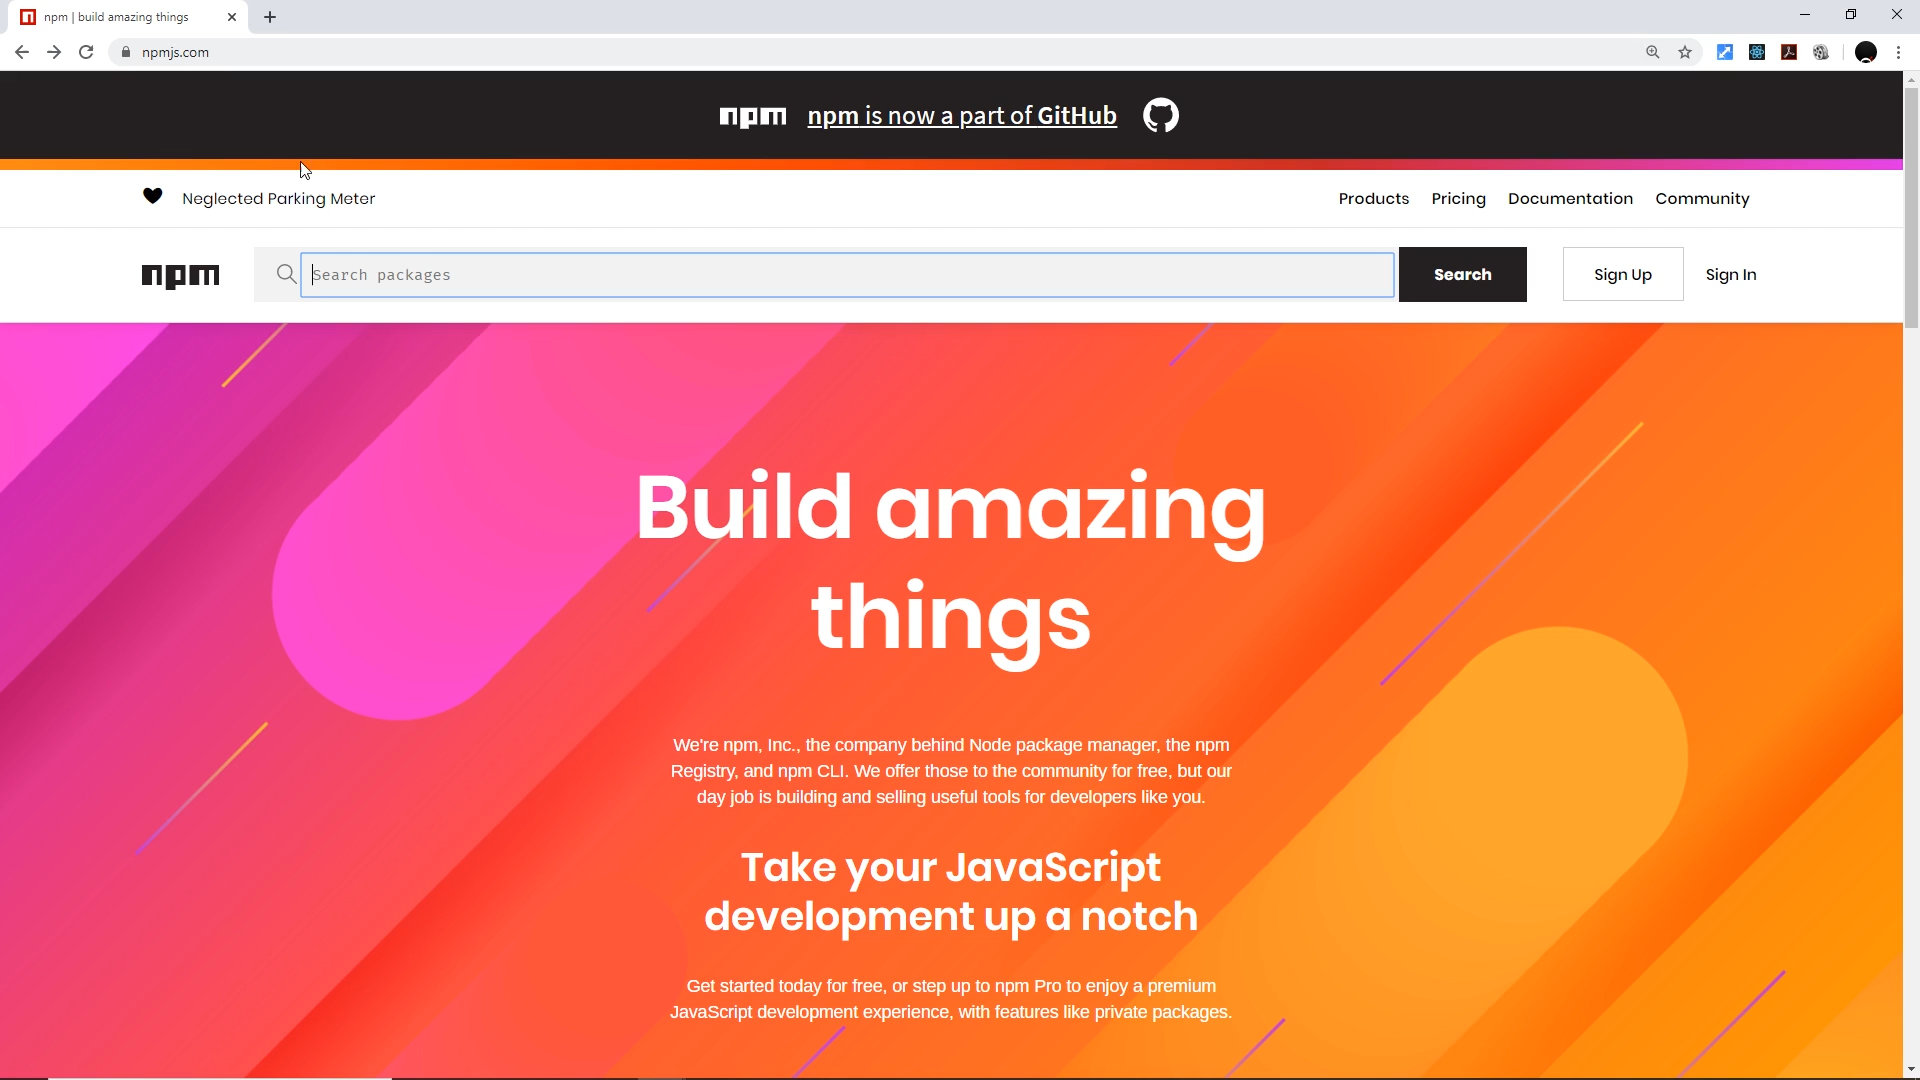 npm | build amazing things
npmjs.com
npm npm is now a part of GitHub
Neglected Parking Meter
Products Pricing Documentation Community
npm
Search packages
Search
Sign Up
Sign In
Build amazing
things
We're npm, Inc., the company behind Node package manager, the npm
Registry, and npm CLI. We offer those to the community for free, but our
day job is building and selling useful tools for developers like you.
Take your JavaScript
development up a notch
Get started today for free, or step up to npm Pro to enjoy a premium
JavaScript development experience, with features like private packages.